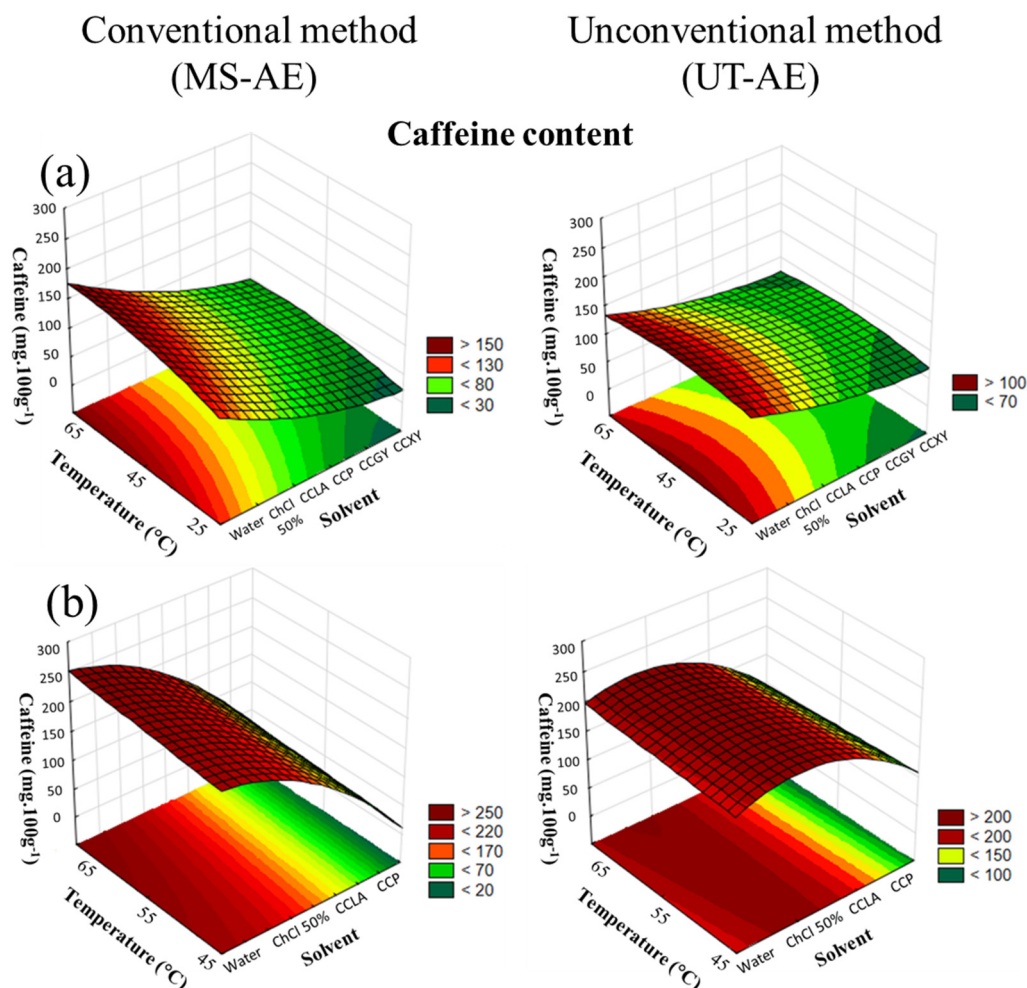 Conventional method
(MS-AE)
Unconventional method
(UT-AE)
Caffeine content
(a)
Caffeine (mg.100g⁻¹)
300
250
200
150
100
50
0
65
45
25
Temperature (°C)
Water
ChCl
50%
CCLA
CCP
CCGY
CCXY
Solvent
> 150
< 130
< 80
< 30
Caffeine (mg.100g⁻¹)
300
250
200
150
100
50
0
65
45
25
Temperature (°C)
Water
ChCl
50%
CCLA
CCP
CCGY
CCXY
Solvent
> 100
< 70
(b)
Caffeine (mg.100g⁻¹)
300
250
200
150
100
50
0
65
55
45
Temperature (°C)
Water
ChCl 50%
CCLA
CCP
Solvent
> 250
< 220
< 170
< 70
< 20
Caffeine (mg.100g⁻¹)
300
250
200
150
100
50
0
65
55
45
Temperature (°C)
Water
ChCl 50%
CCLA
CCP
Solvent
> 200
< 200
< 150
< 100